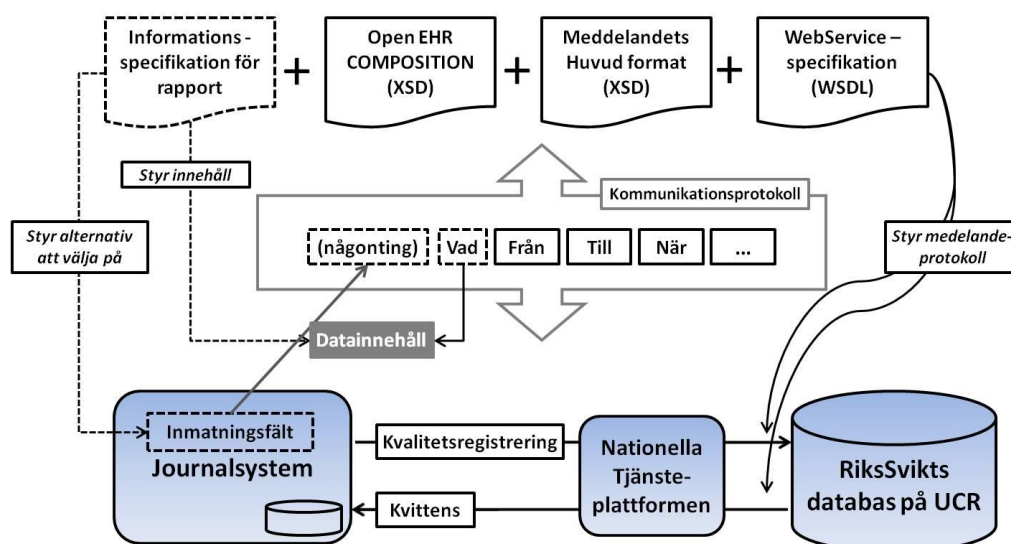 Informations -
specifikation för
rapport
+
Open EHR
COMPOSITION
(XSD)
+
Meddelandets
Huvud format
(XSD)
+
WebService –
specifikation
(WSDL)
Styr innehåll
Kommunikationsprotokoll
Styr alternativ
att välja på
(någonting)
Vad
Från
Till
När
...
Styr medelande-
protokoll
Datainnehåll
Inmatningsfält
Journalsystem
Kvalitetsregistrering
Kvittens
Nationella
Tjänste-
plattformen
RiksSvikts
databas på UCR